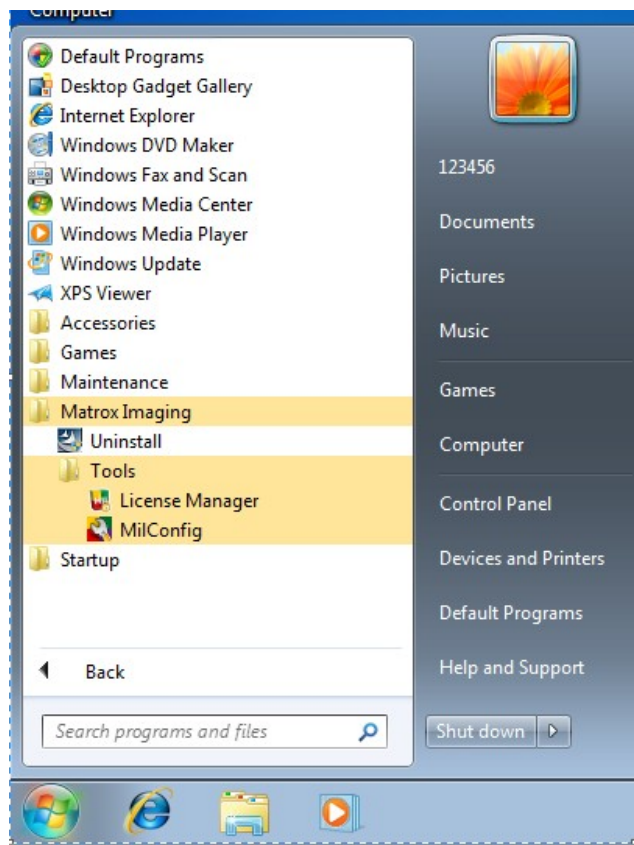 Computer
Default Programs
Desktop Gadget Gallery
Internet Explorer
Windows DVD Maker
Windows Fax and Scan
Windows Media Center
Windows Media Player
Windows Update
XPS Viewer
Accessories
Games
Maintenance
Matrox Imaging
Uninstall
Tools
License Manager
MilConfig
Startup
Back
Search programs and files
123456
Documents
Pictures
Music
Games
Computer
Control Panel
Devices and Printers
Default Programs
Help and Support
Shut down